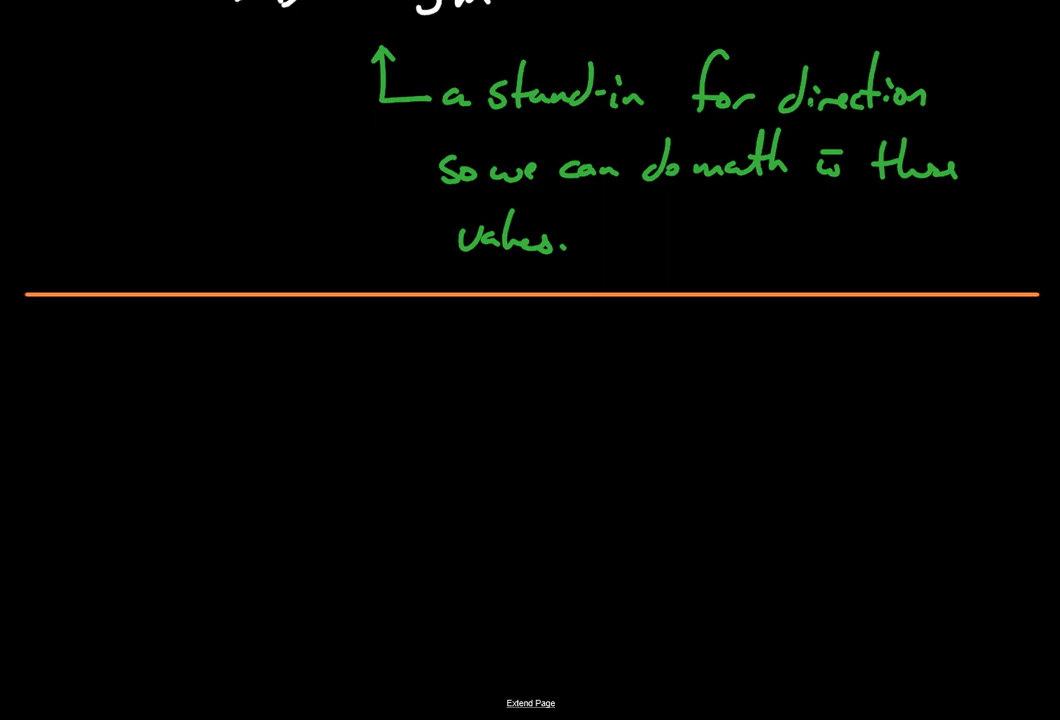 a stand-in for direction
so we can do math w̅ these
values.
Extend Page